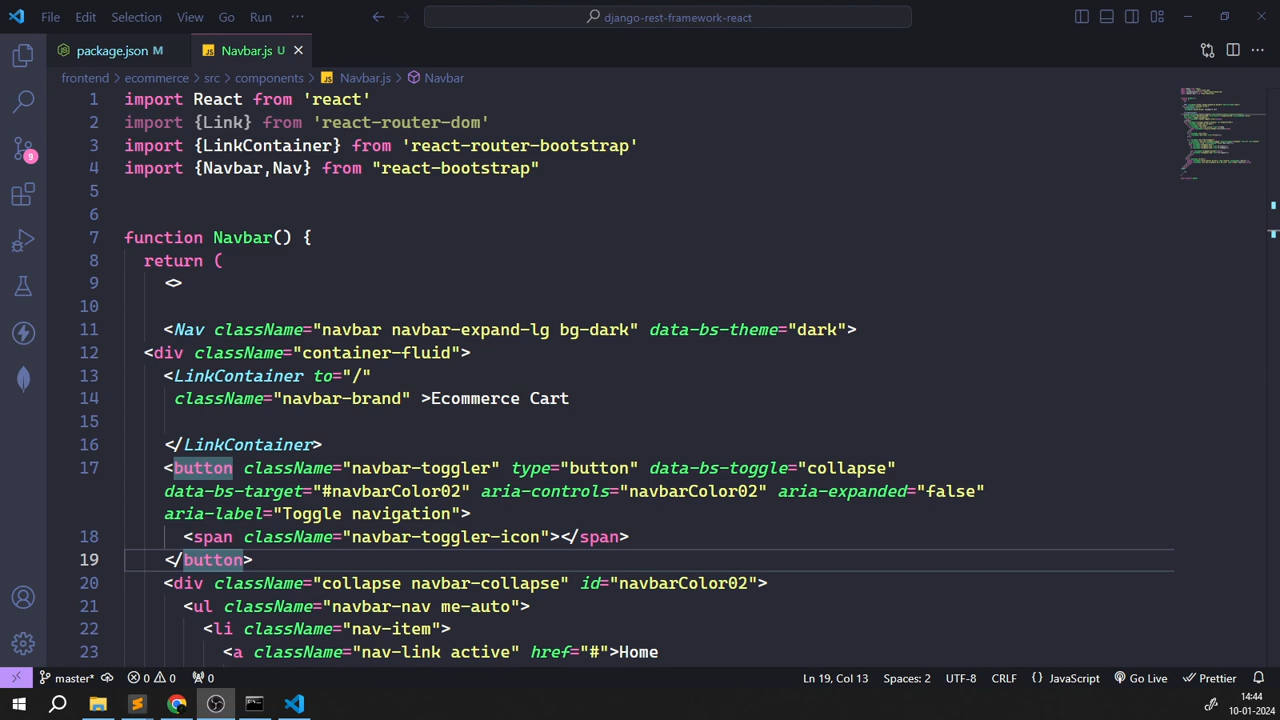 File Edit Selection View Go Run ···
django-rest-framework-react
package.json M
Navbar.js U
frontend > ecommerce > src > components > Navbar.js > Navbar
1 import React from 'react'
2 import {Link} from 'react-router-dom'
3 import {LinkContainer} from 'react-router-bootstrap'
4 import {Navbar,Nav} from "react-bootstrap"
5
6
7 function Navbar() {
8 return (
9 <>
10
11 <Nav className="navbar navbar-expand-lg bg-dark" data-bs-theme="dark">
12 <div className="container-fluid">
13 <LinkContainer to="/"
14 className="navbar-brand" >Ecommerce Cart
15
16 </LinkContainer>
17 <button className="navbar-toggler" type="button" data-bs-toggle="collapse"
data-bs-target="#navbarColor02" aria-controls="navbarColor02" aria-expanded="false"
aria-label="Toggle navigation">
18 <span className="navbar-toggler-icon"></span>
19 </button>
20 <div className="collapse navbar-collapse" id="navbarColor02">
21 <ul className="navbar-nav me-auto">
22 <li className="nav-item">
23 <a className="nav-link active" href="#">Home
9
master* 0 0 0 Ln 19, Col 13 Spaces: 2 UTF-8 CRLF {} JavaScript Go Live Prettier
14:44
10-01-2024